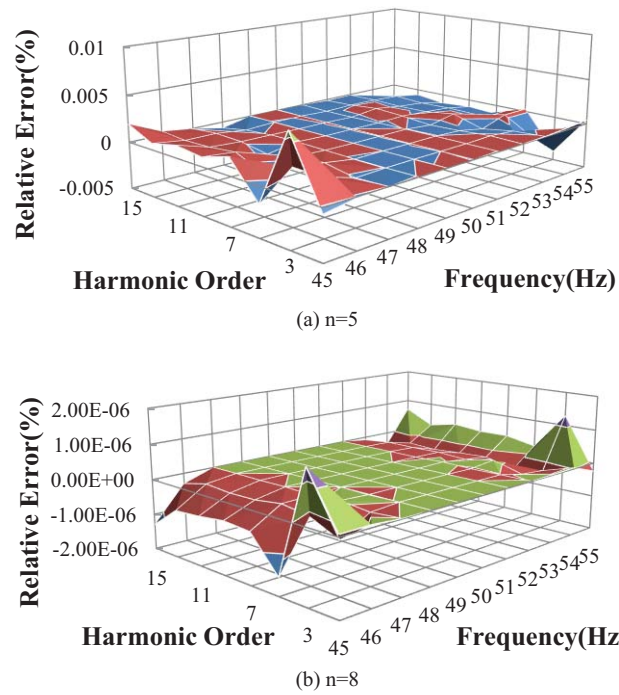 0.01
0.005
0
-0.005
Relative Error(%)
15
11
7
3
Harmonic Order
45
46
47
48
49
50
51
52
53
54
55
Frequency(Hz)
(a) n=5
2.00E-06
1.00E-06
0.00E+00
-1.00E-06
-2.00E-06
Relative Error(%)
15
11
7
3
Harmonic Order
45
46
47
48
49
50
51
52
53
54
55
Frequency(Hz
(b) n=8